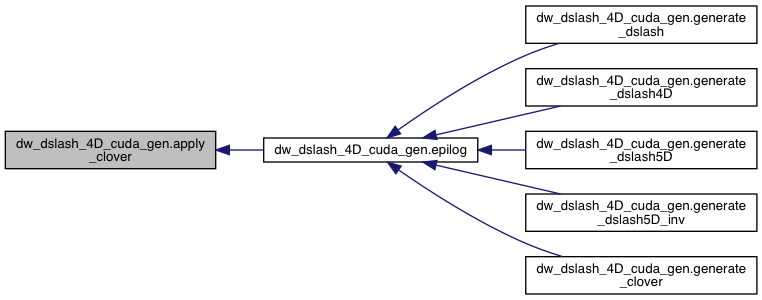 dw_dslash_4D_cuda_gen.generate
_dslash
dw_dslash_4D_cuda_gen.generate
_dslash4D
dw_dslash_4D_cuda_gen.apply
_clover
dw_dslash_4D_cuda_gen.epilog
dw_dslash_4D_cuda_gen.generate
_dslash5D
dw_dslash_4D_cuda_gen.generate
_dslash5D_inv
dw_dslash_4D_cuda_gen.generate
_clover